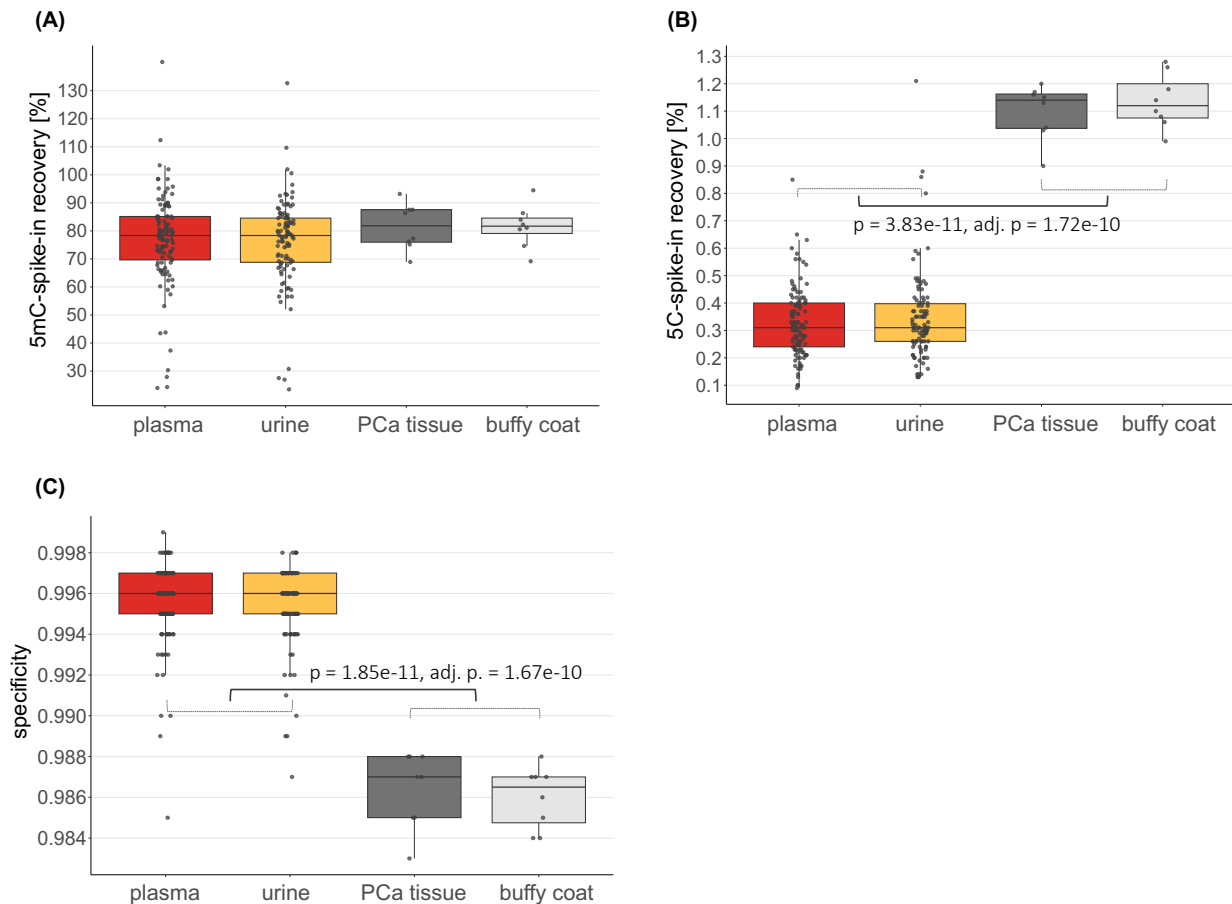 (A)
5mC-spike-in recovery [%]
130
120
110
100
90
80
70
60
50
40
30
plasma
urine
PCa tissue
buffy coat
(B)
5C-spike-in recovery [%]
1.3
1.2
1.1
1.0
0.9
0.8
0.7
0.6
0.5
0.4
0.3
0.2
0.1
p = 3.83e-11, adj. p = 1.72e-10
plasma
urine
PCa tissue
buffy coat
(C)
specificity
0.998
0.996
0.994
0.992
0.990
0.988
0.986
0.984
p = 1.85e-11, adj. p. = 1.67e-10
plasma
urine
PCa tissue
buffy coat